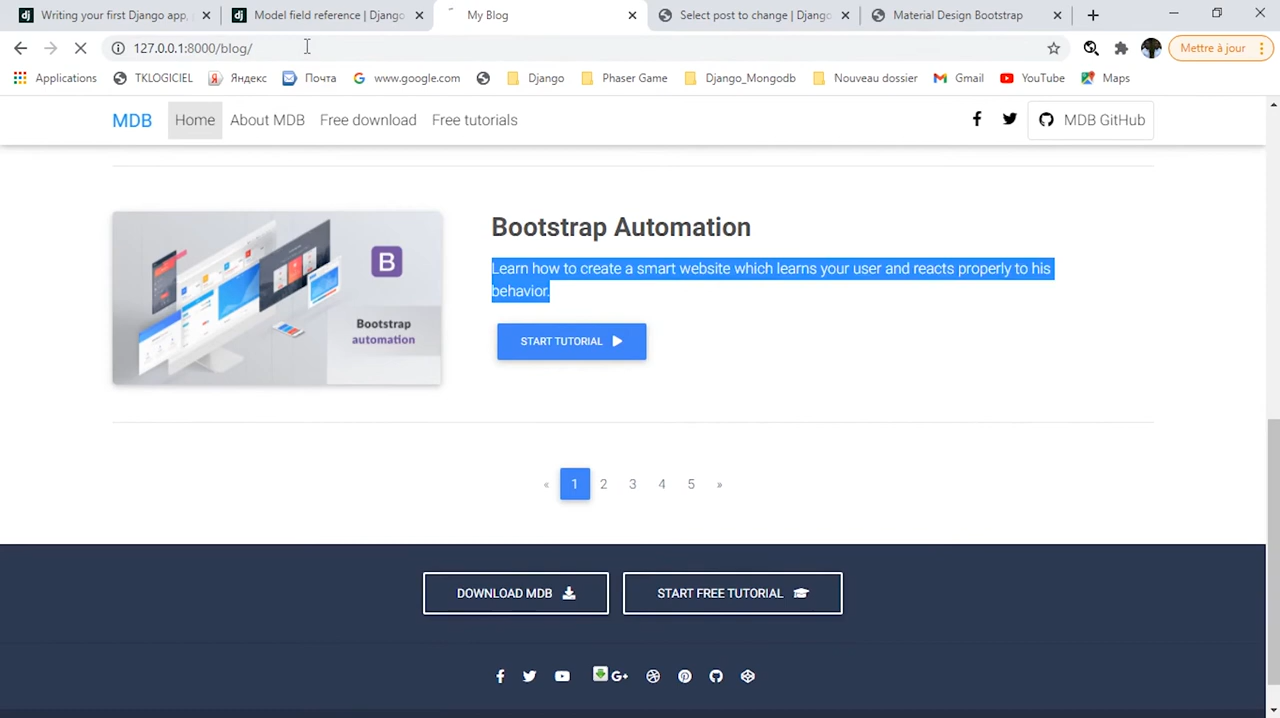 Writing your first Django app,
Model field reference | Django
My Blog
Select post to change | Django
Material Design Bootstrap
127.0.0.1:8000/blog/
Mettre à jour
Applications
TKLOGICIEL
Яндекс
Почта
www.google.com
Django
Phaser Game
Django_Mongodb
Nouveau dossier
Gmail
YouTube
Maps
MDB
Home
About MDB
Free download
Free tutorials
MDB GitHub
Bootstrap Automation
Learn how to create a smart website which learns your user and reacts properly to his
behavior.
START TUTORIAL
B
Bootstrap
automation
« 1 2 3 4 5 »
DOWNLOAD MDB
START FREE TUTORIAL